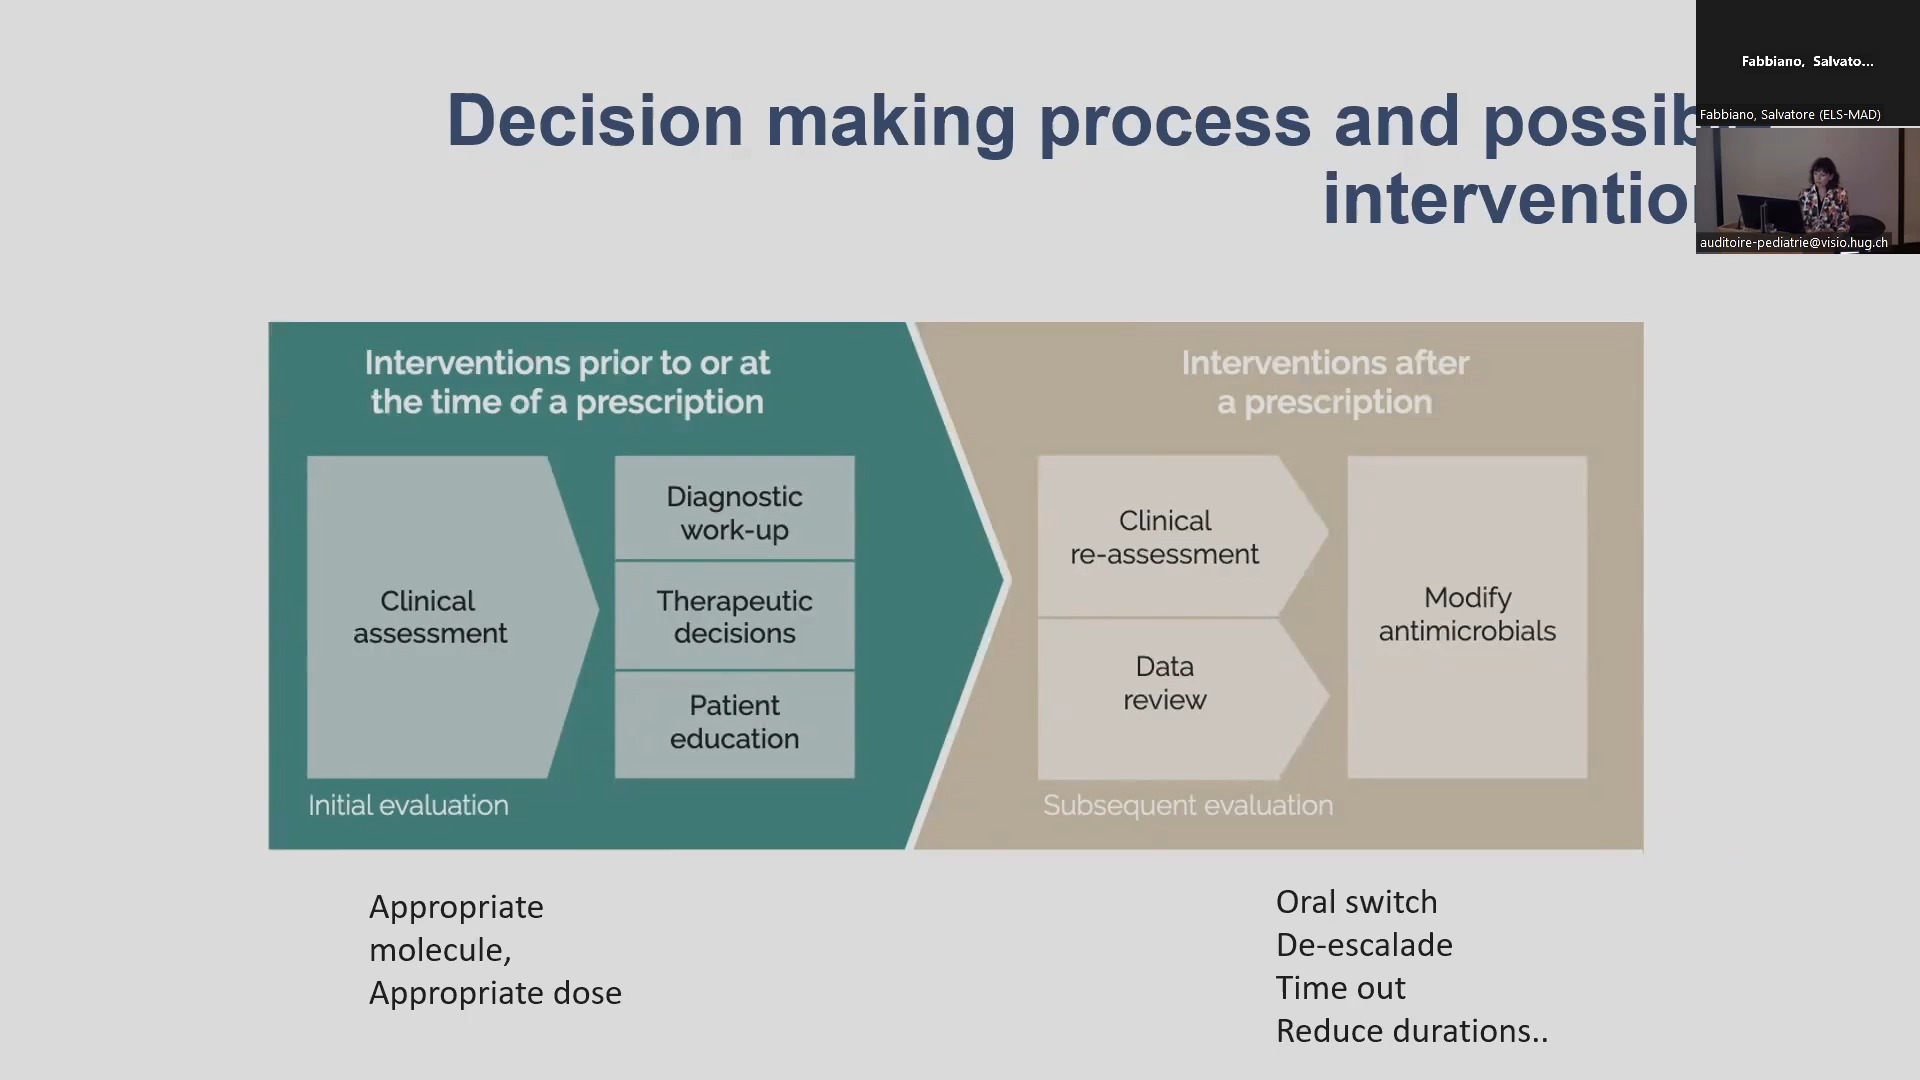 Decision making process and
interventio
Fabbiano, Salvato...
Fabbiano, Salvatore (ELS-MAD)
auditoire-pediatrie@visio.hug.ch
Interventions prior to or at
the time of a prescription
Clinical
assessment
Diagnostic
work-up
Therapeutic
decisions
Patient
education
Initial evaluation
Interventions after
a prescription
Clinical
re-assessment
Data
review
Modify
antimicrobials
Subsequent evaluation
Appropriate
molecule,
Appropriate dose
Oral switch
De-escalade
Time out
Reduce durations..